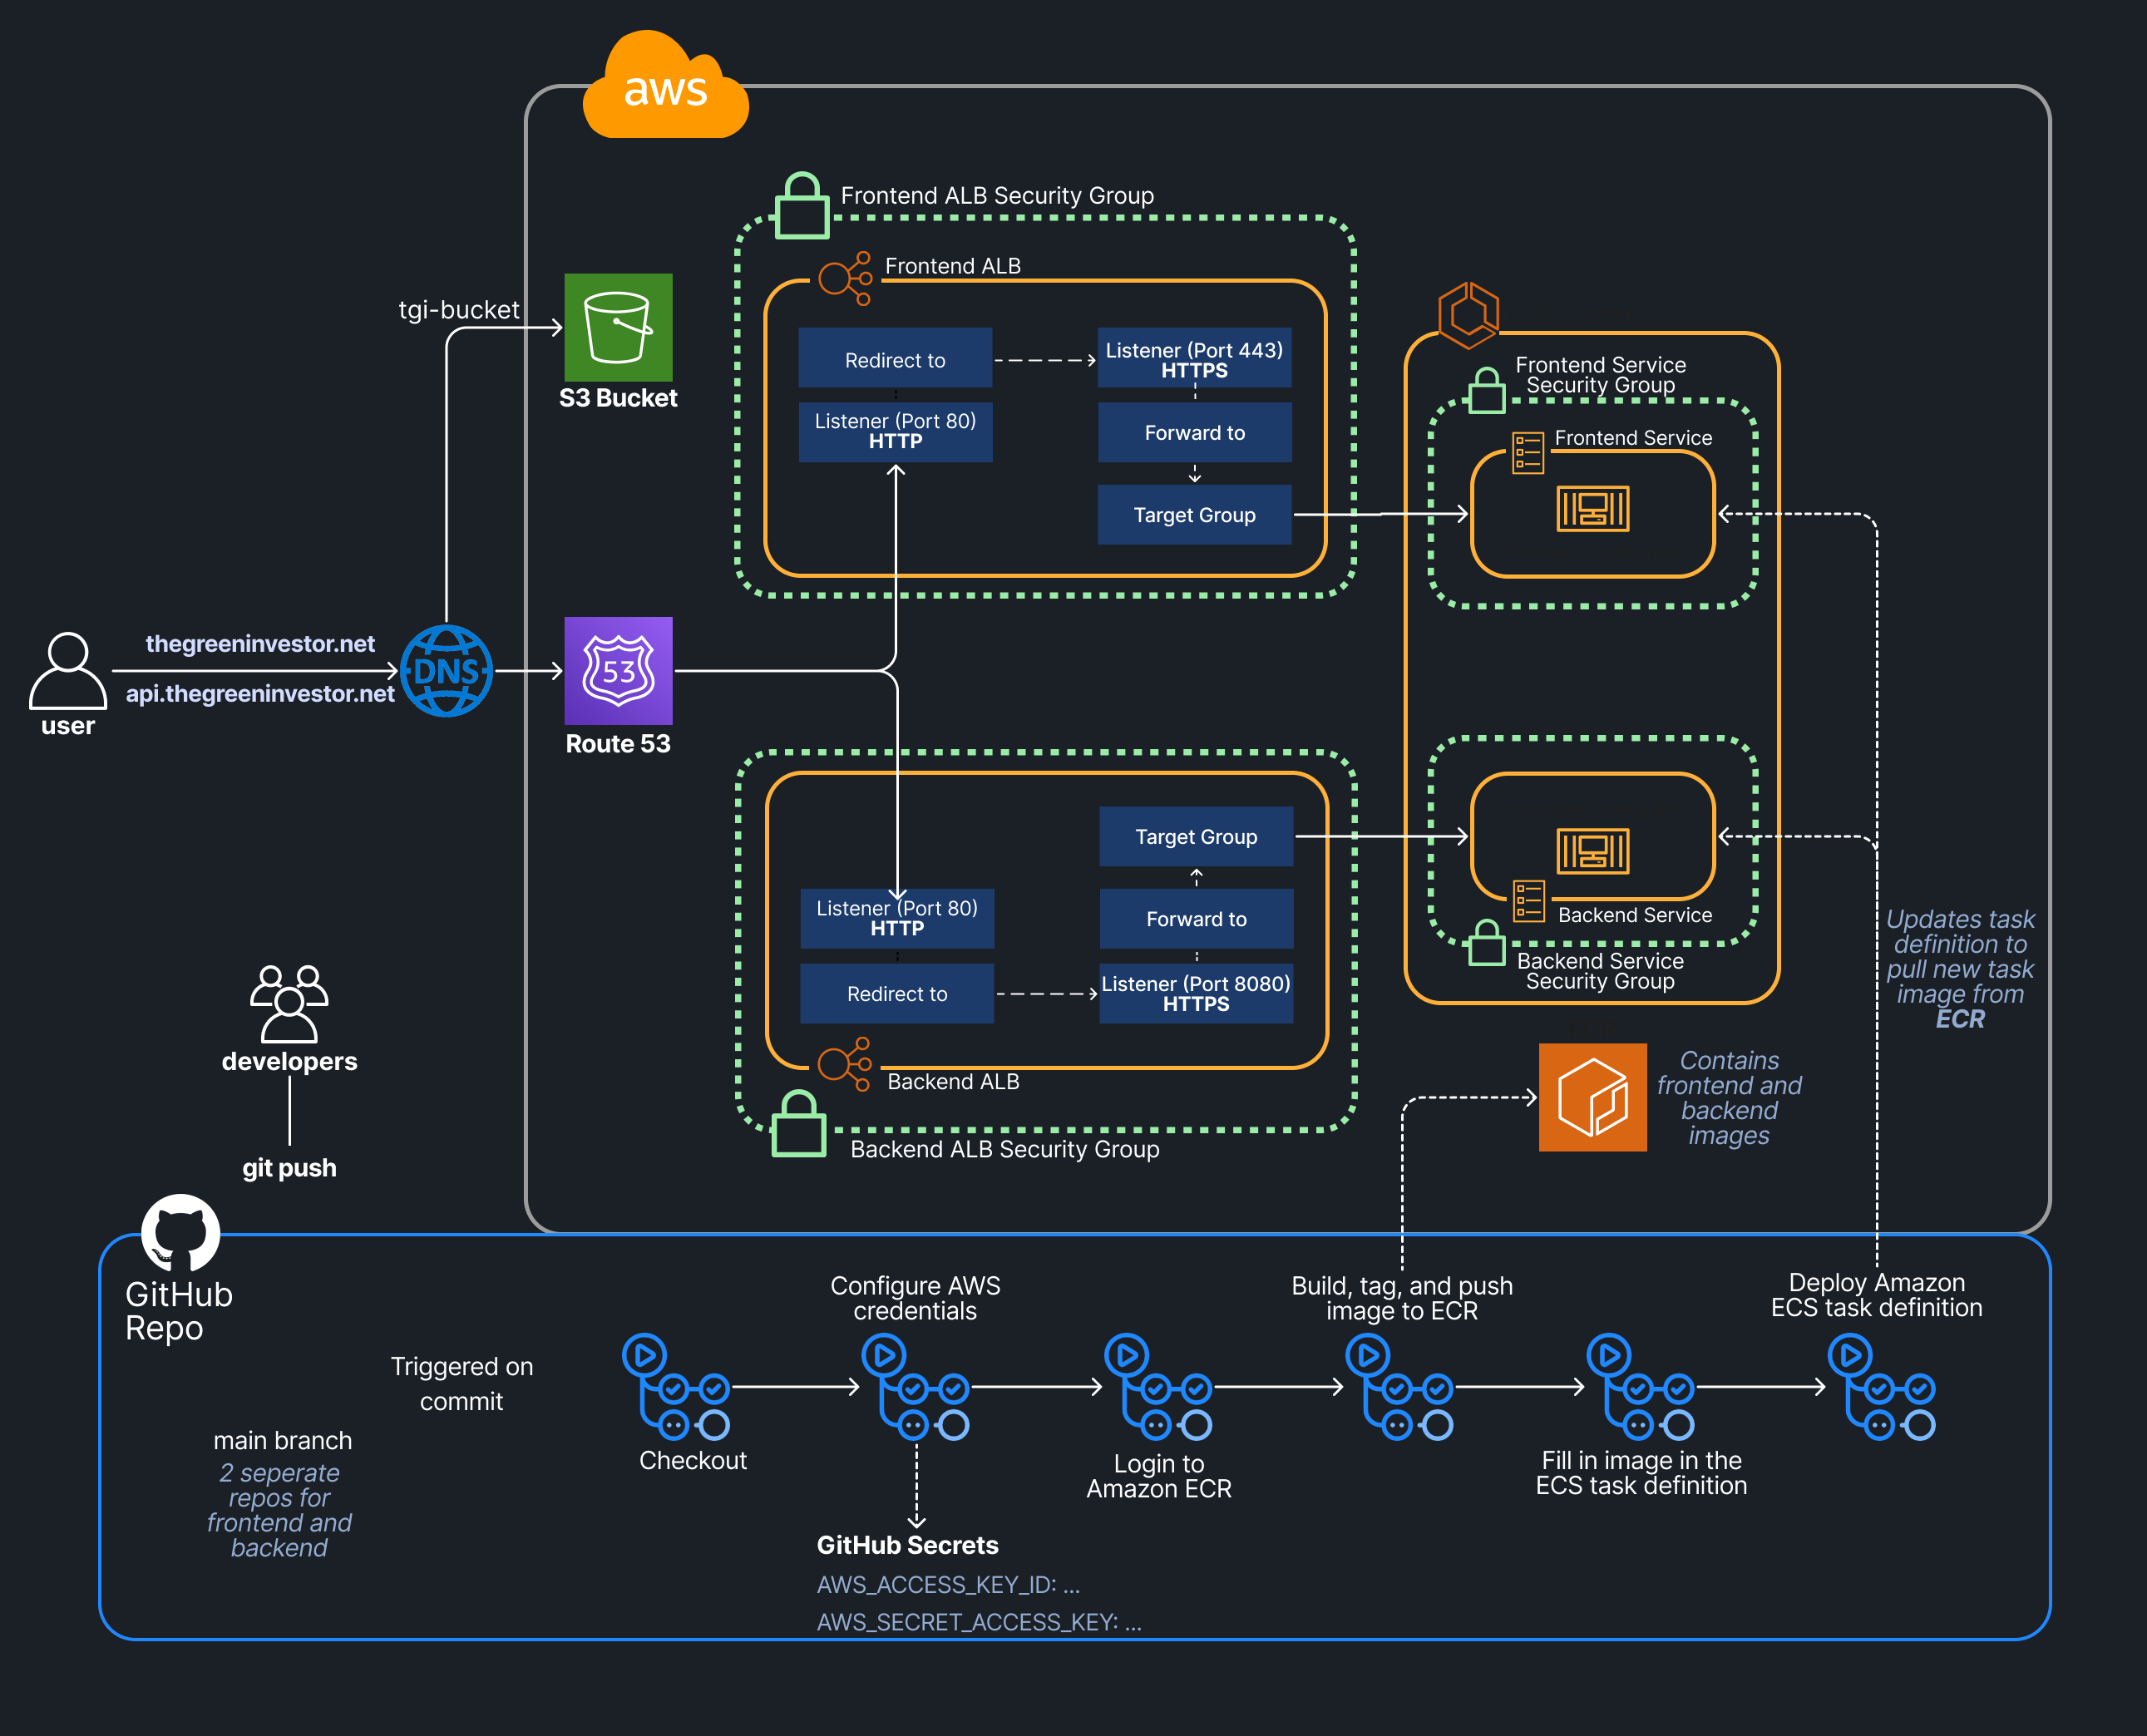 aws
Frontend ALB Security Group
Frontend ALB
Redirect to
Listener (Port 443)
HTTPS
Listener (Port 80)
HTTP
Forward to
Target Group
tgi-bucket
S3 Bucket
Frontend Service
Security Group
Frontend Service
thegreeninvestor.net
api.thegreeninvestor.net
user
DNS
53
Route 53
Target Group
Listener (Port 80)
HTTP
Forward to
Redirect to
Listener (Port 8080)
HTTPS
Backend ALB
Backend ALB Security Group
Backend Service
Backend Service
Security Group
Updates task
definition to
pull new task
image from
ECR
Contains
frontend and
backend
images
developers
git push
GitHub
Repo
Triggered on
commit
main branch
2 seperate
repos for
frontend and
backend
Checkout
Configure AWS
credentials
GitHub Secrets
AWS_ACCESS_KEY_ID: ...
AWS_SECRET_ACCESS_KEY: ...
Login to
Amazon ECR
Build, tag, and push
image to ECR
Fill in image in the
ECS task definition
Deploy Amazon
ECS task definition